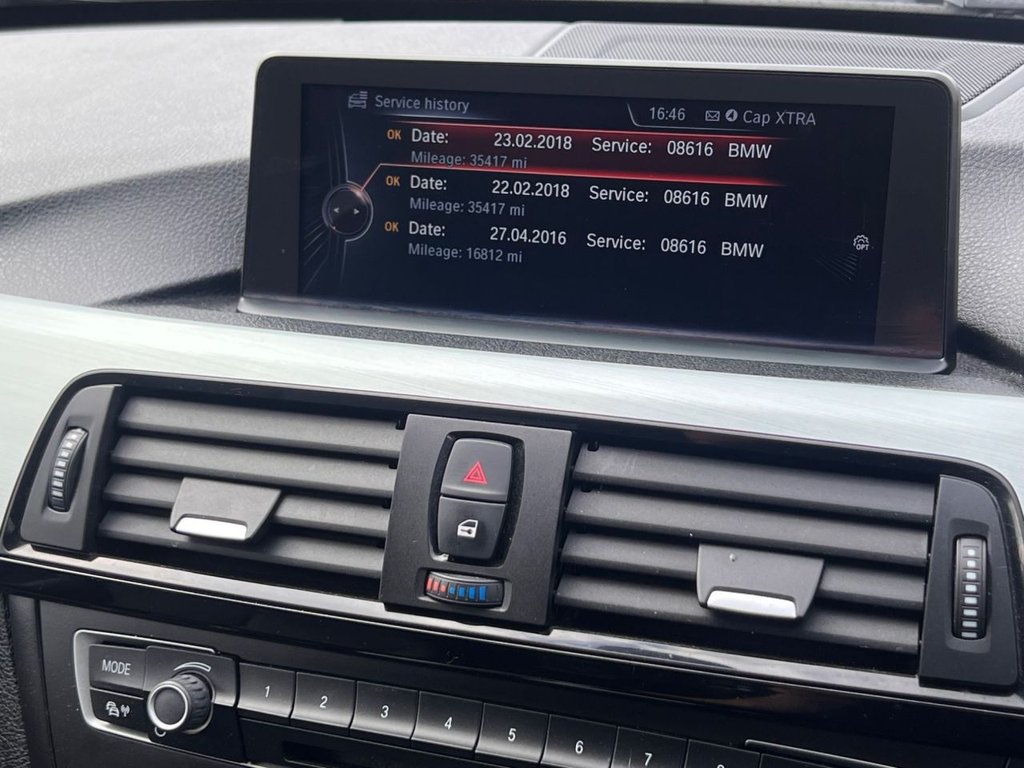 Service history 16:46 Cap XTRA
OK Date: 23.02.2018 Service: 08616 BMW
Mileage: 35417 mi
OK Date: 22.02.2018 Service: 08616 BMW
Mileage: 35417 mi
OK Date: 27.04.2016 Service: 08616 BMW
Mileage: 16812 mi
OPT
MODE
1 2 3 4 5 6 7